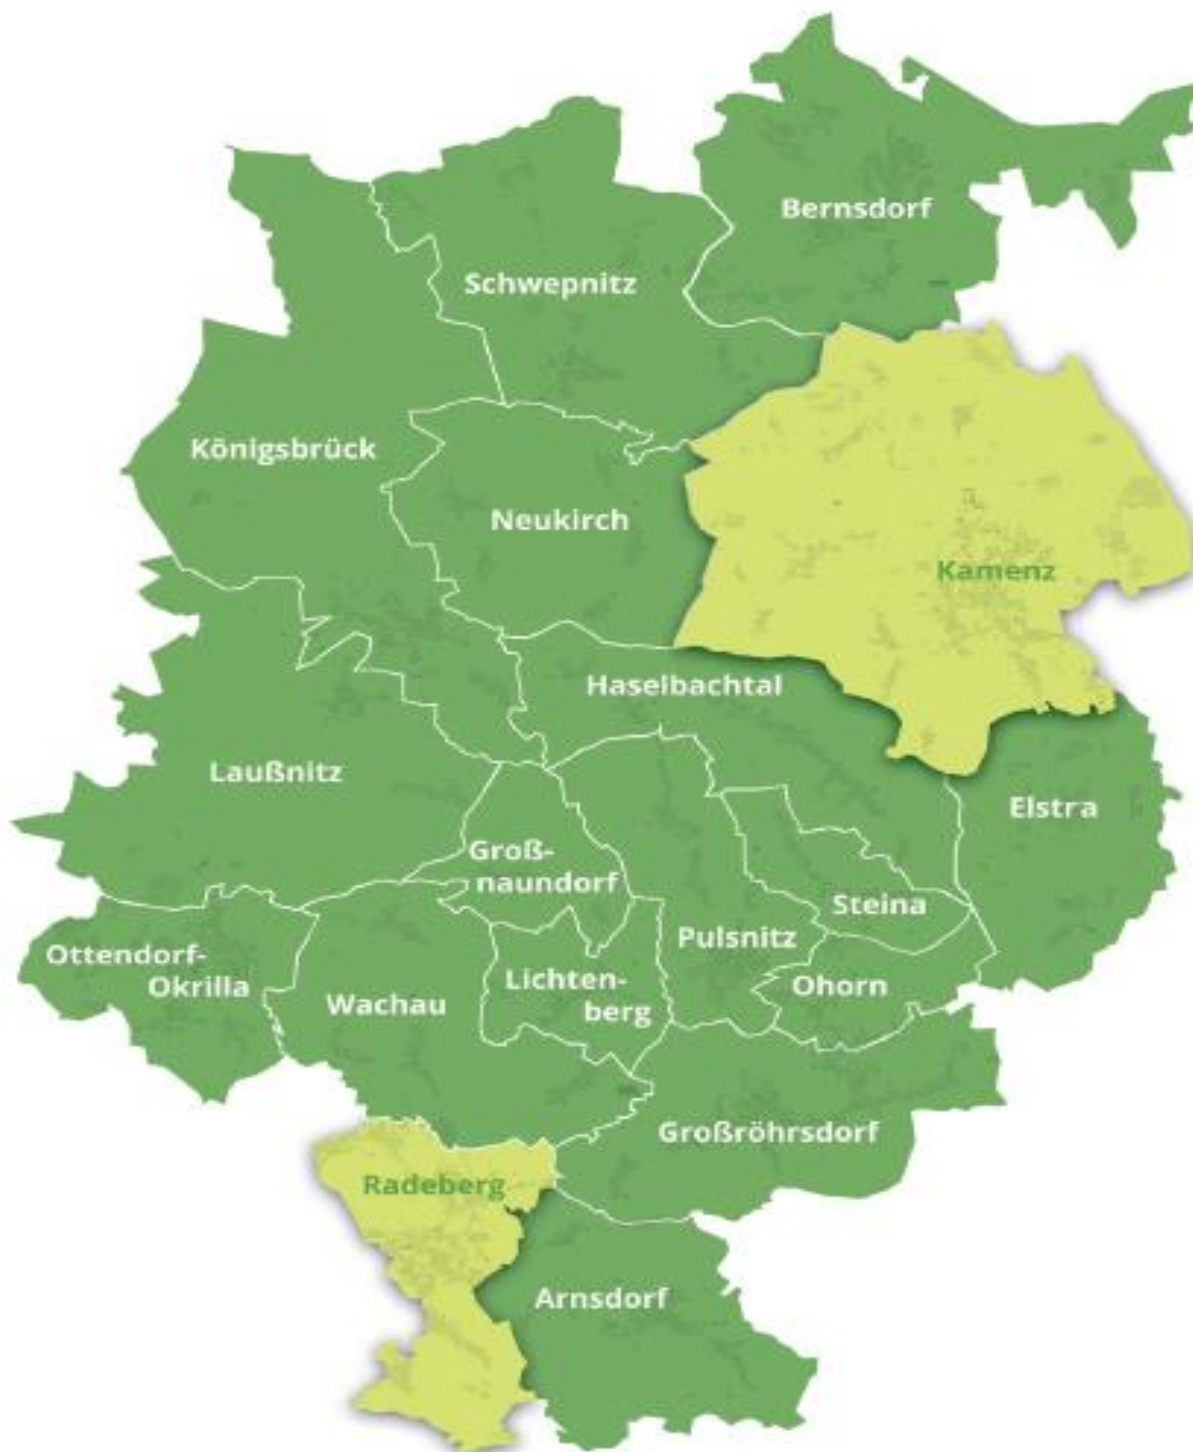 Bernsdorf
Schwepnitz
Königsbrück
Neukirch
Kamenz
Haselbachtal
Laußnitz
Elstra
Groß-
naundorf
Steina
Pulsnitz
Ottendorf-
Okrilla
Lichten-
berg
Ohorn
Wachau
Großröhrsdorf
Radeberg
Arnsdorf